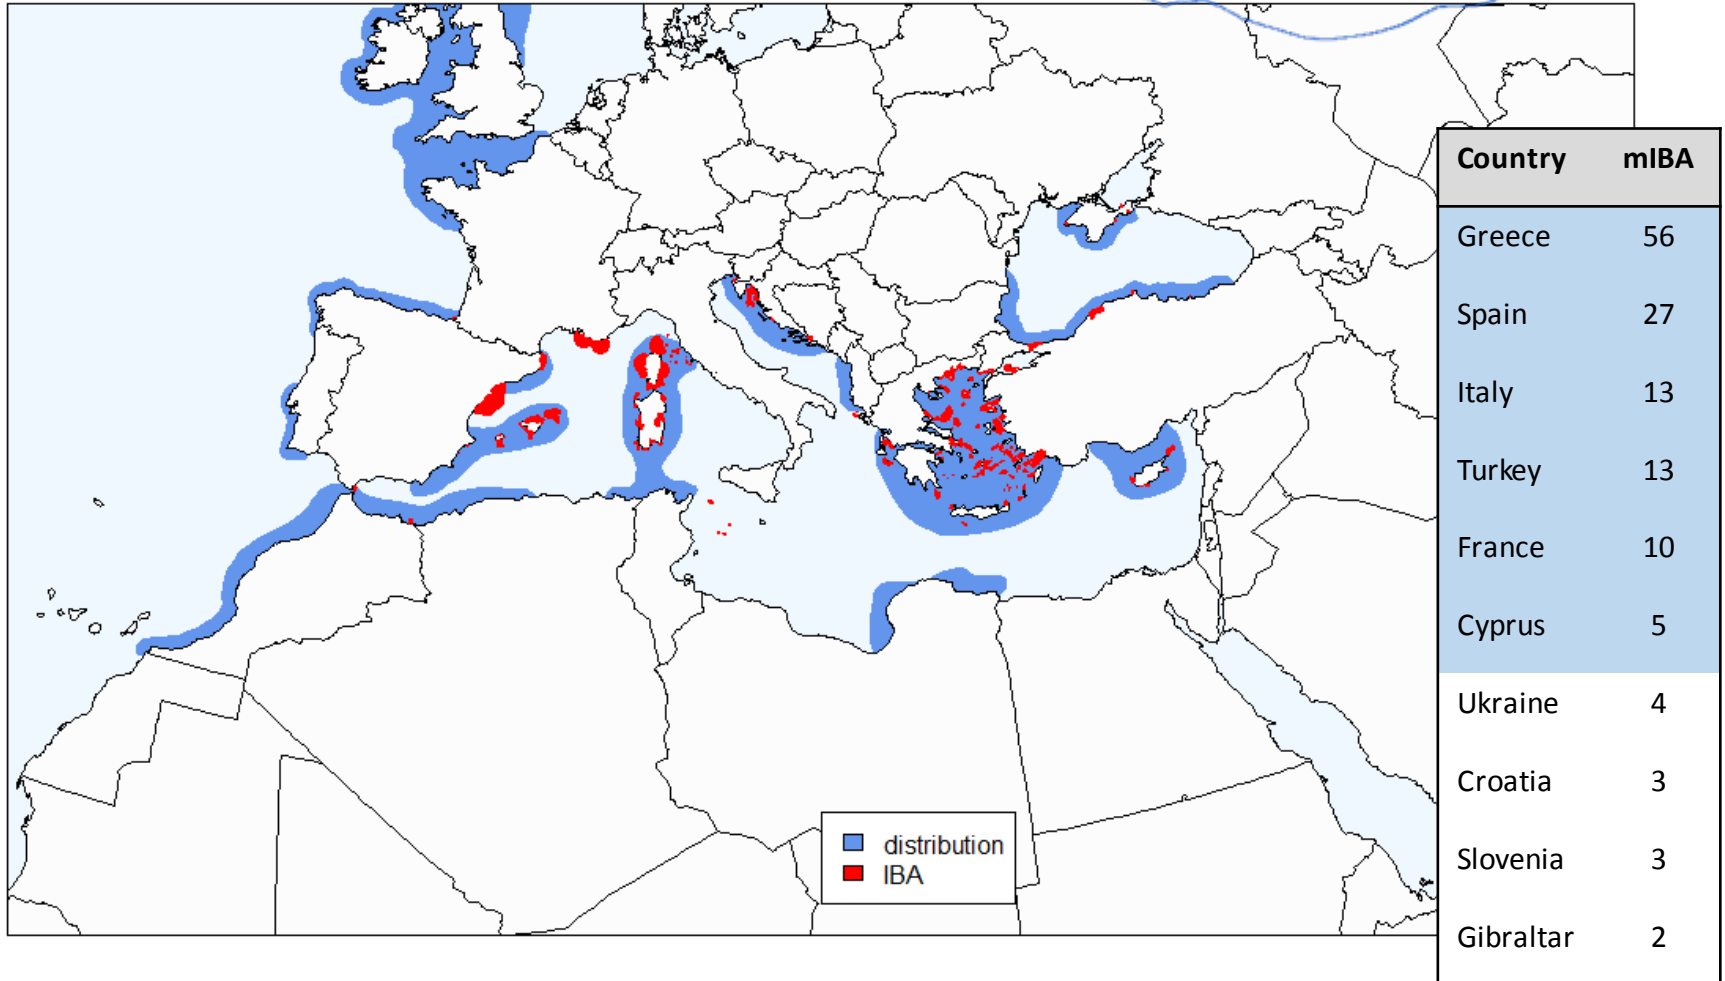 Country mIBA
Greece 56
Spain 27
Italy 13
Turkey 13
France 10
Cyprus 5
Ukraine 4
Croatia 3
Slovenia 3
Gibraltar 2
distribution
IBA